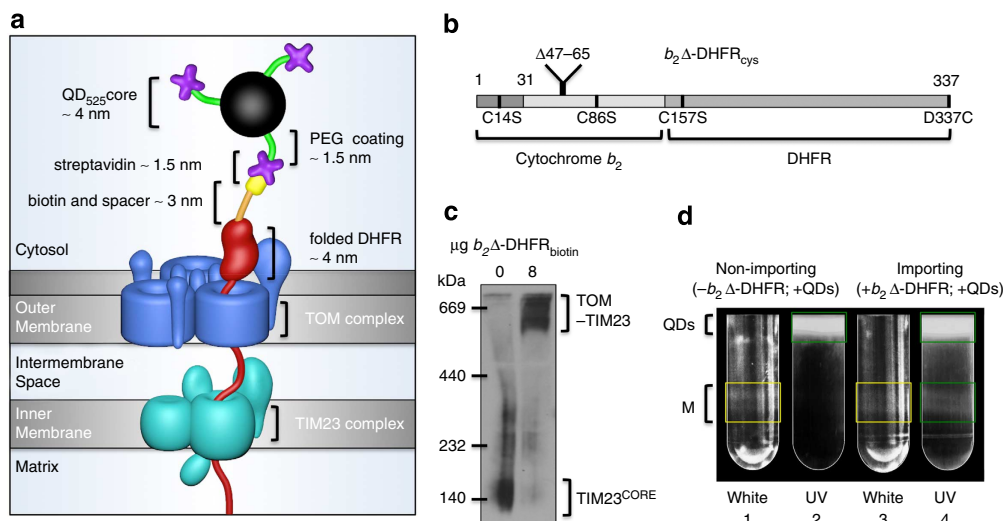 a
QD525core
~ 4 nm
PEG coating
~ 1.5 nm
streptavidin ~ 1.5 nm
biotin and spacer ~ 3 nm
folded DHFR
~ 4 nm
Cytosol
Outer
Membrane
TOM complex
Intermembrane
Space
Inner
Membrane
TIM23 complex
Matrix
b
Δ47–65
b2Δ-DHFRcys
1 31 337
C14S C86S C157S D337C
Cytochrome b2 DHFR
c
μg b2Δ-DHFRbiotin
0 8
kDa
669
440
232
140
TOM
–TIM23
TIM23CORE
d
Non-importing
(–b2Δ-DHFR; +QDs)
Importing
(+b2Δ-DHFR; +QDs)
QDs
M
White UV White UV
1 2 3 4